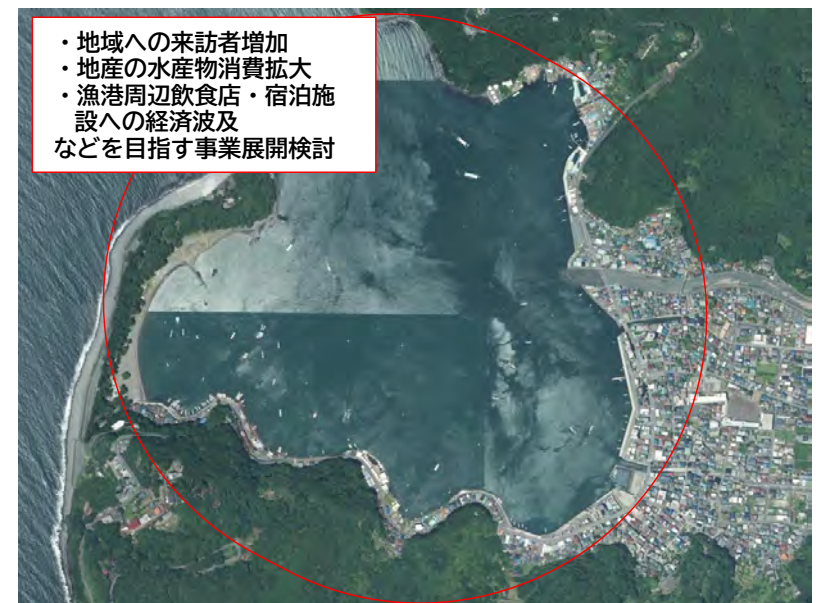 ・地域への来訪者増加
・地産の水産物消費拡大
・漁港周辺飲食店・宿泊施
設への経済波及
などを目指す事業展開検討